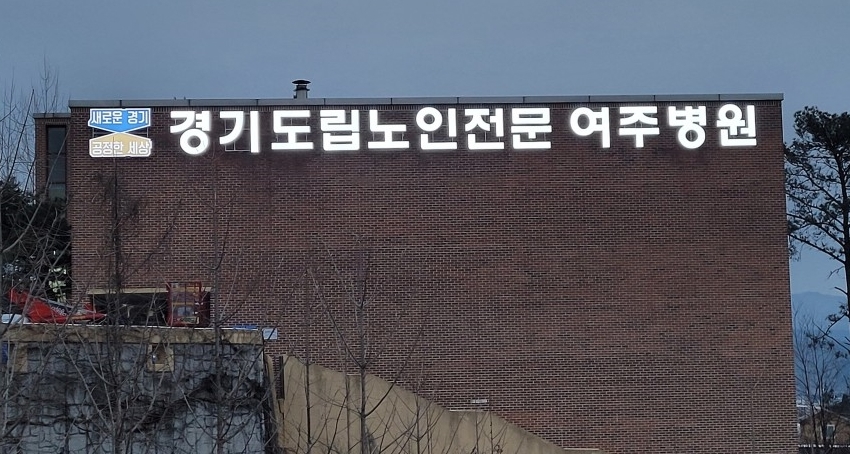 새로운 경기
공정한 세상
경기도립노인전문 여주병원